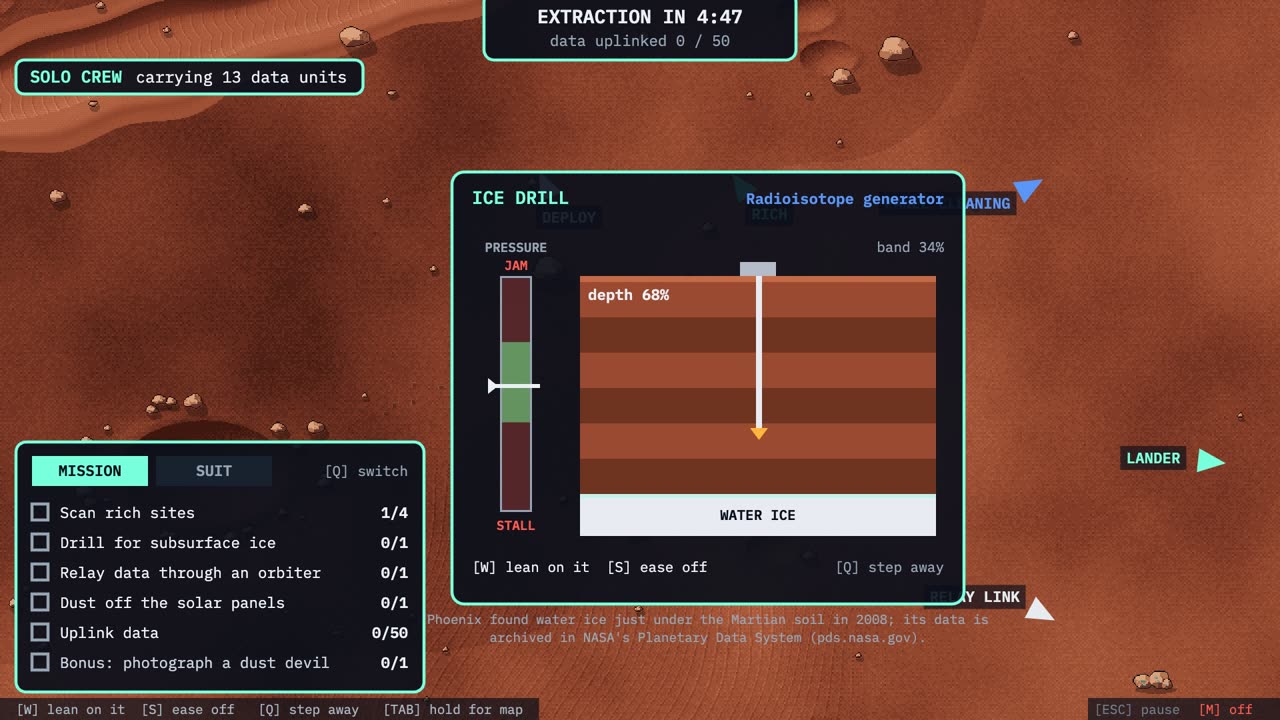 EXTRACTION IN 4:47
data uplinked 0 / 50
SOLO CREW carrying 13 data units
ICE DRILL
Radioisotope generator
ANING
DEPLOY
RICH
PRESSURE
band 34%
JAM
depth 68%
WATER ICE
STALL
[W] lean on it [S] ease off
[Q] step away
LANDER
RELAY LINK
Phoenix found water ice just under the Martian soil in 2008; its data is
archived in NASA's Planetary Data System (pds.nasa.gov).
MISSION
SUIT
[Q] switch
Scan rich sites 1/4
Drill for subsurface ice 0/1
Relay data through an orbiter 0/1
Dust off the solar panels 0/1
Uplink data 0/50
Bonus: photograph a dust devil 0/1
[W] lean on it [S] ease off [Q] step away [TAB] hold for map
[ESC] pause [M] off